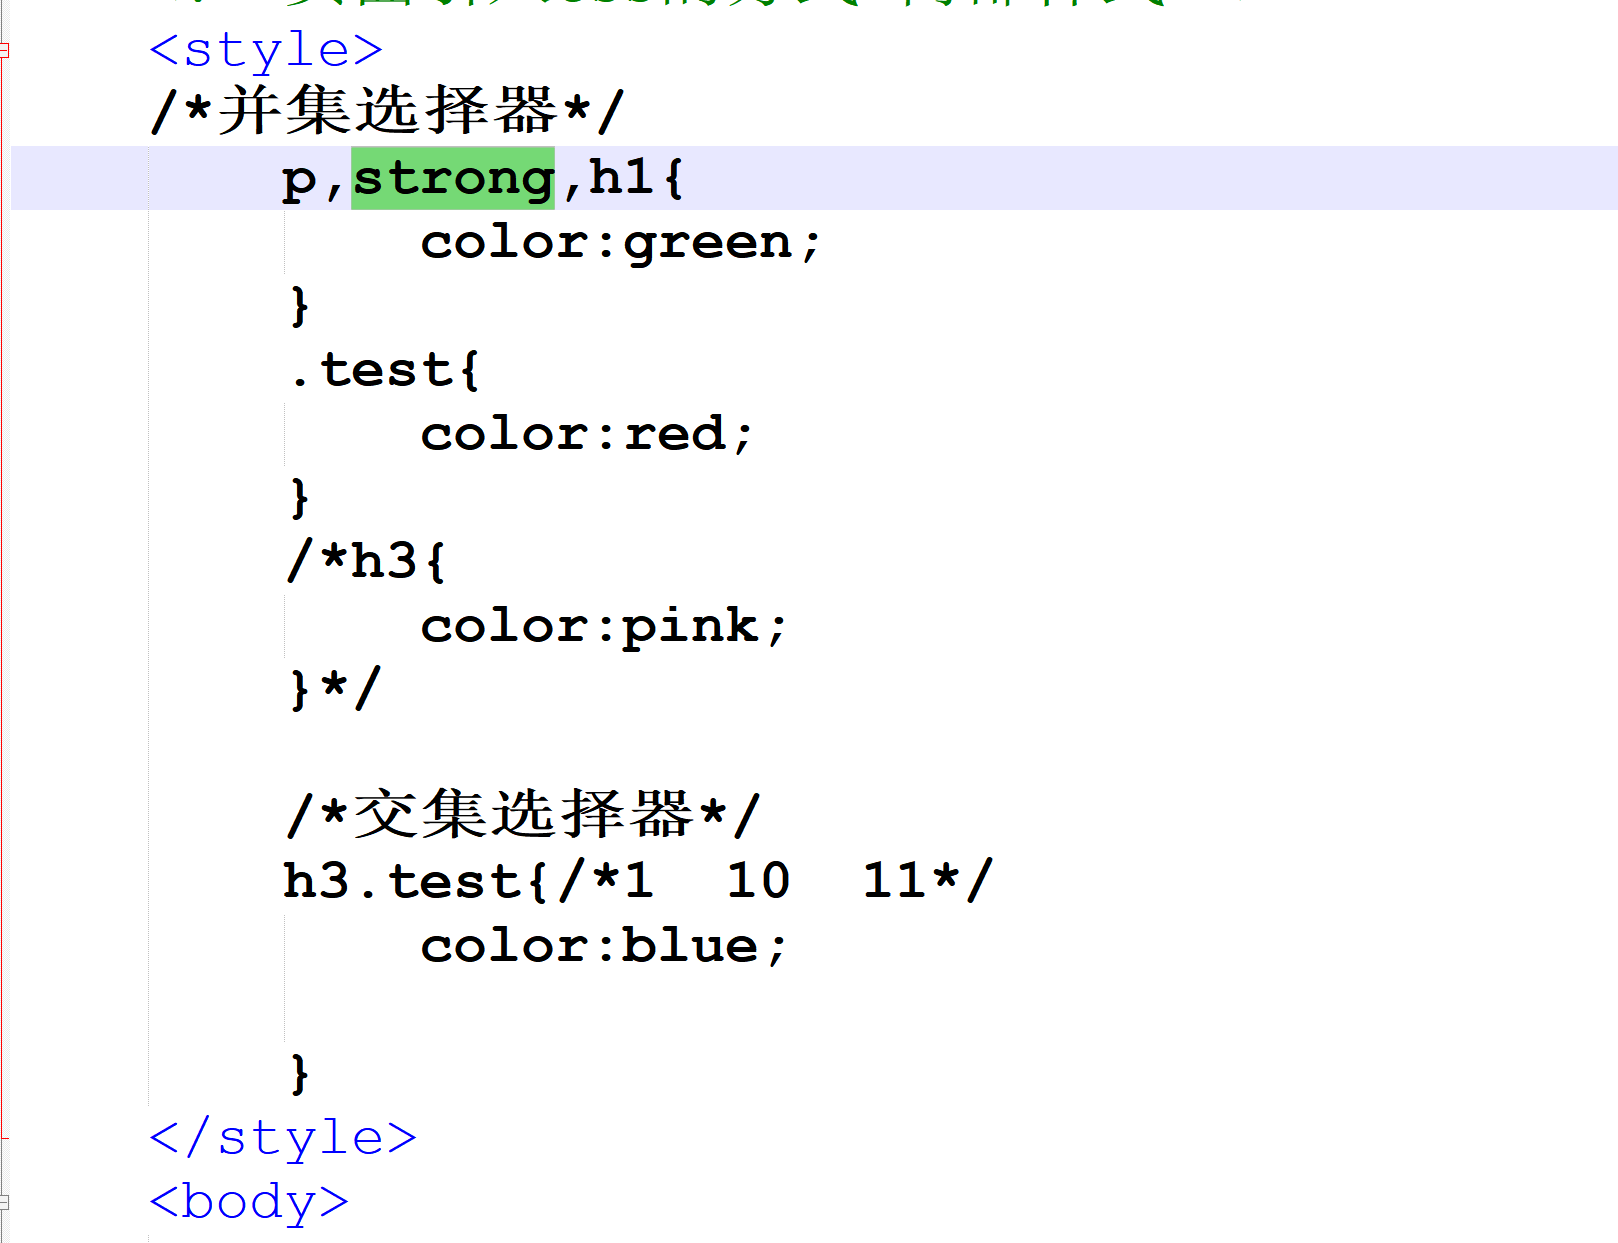 <style>
/*并集选择器*/
p,strong,h1{
color:green;
}
.test{
color:red;
}
/*h3{
color:pink;
}*/
/*交集选择器*/
h3.test{/*1  10  11*/
color:blue;
}
</style>
<body>